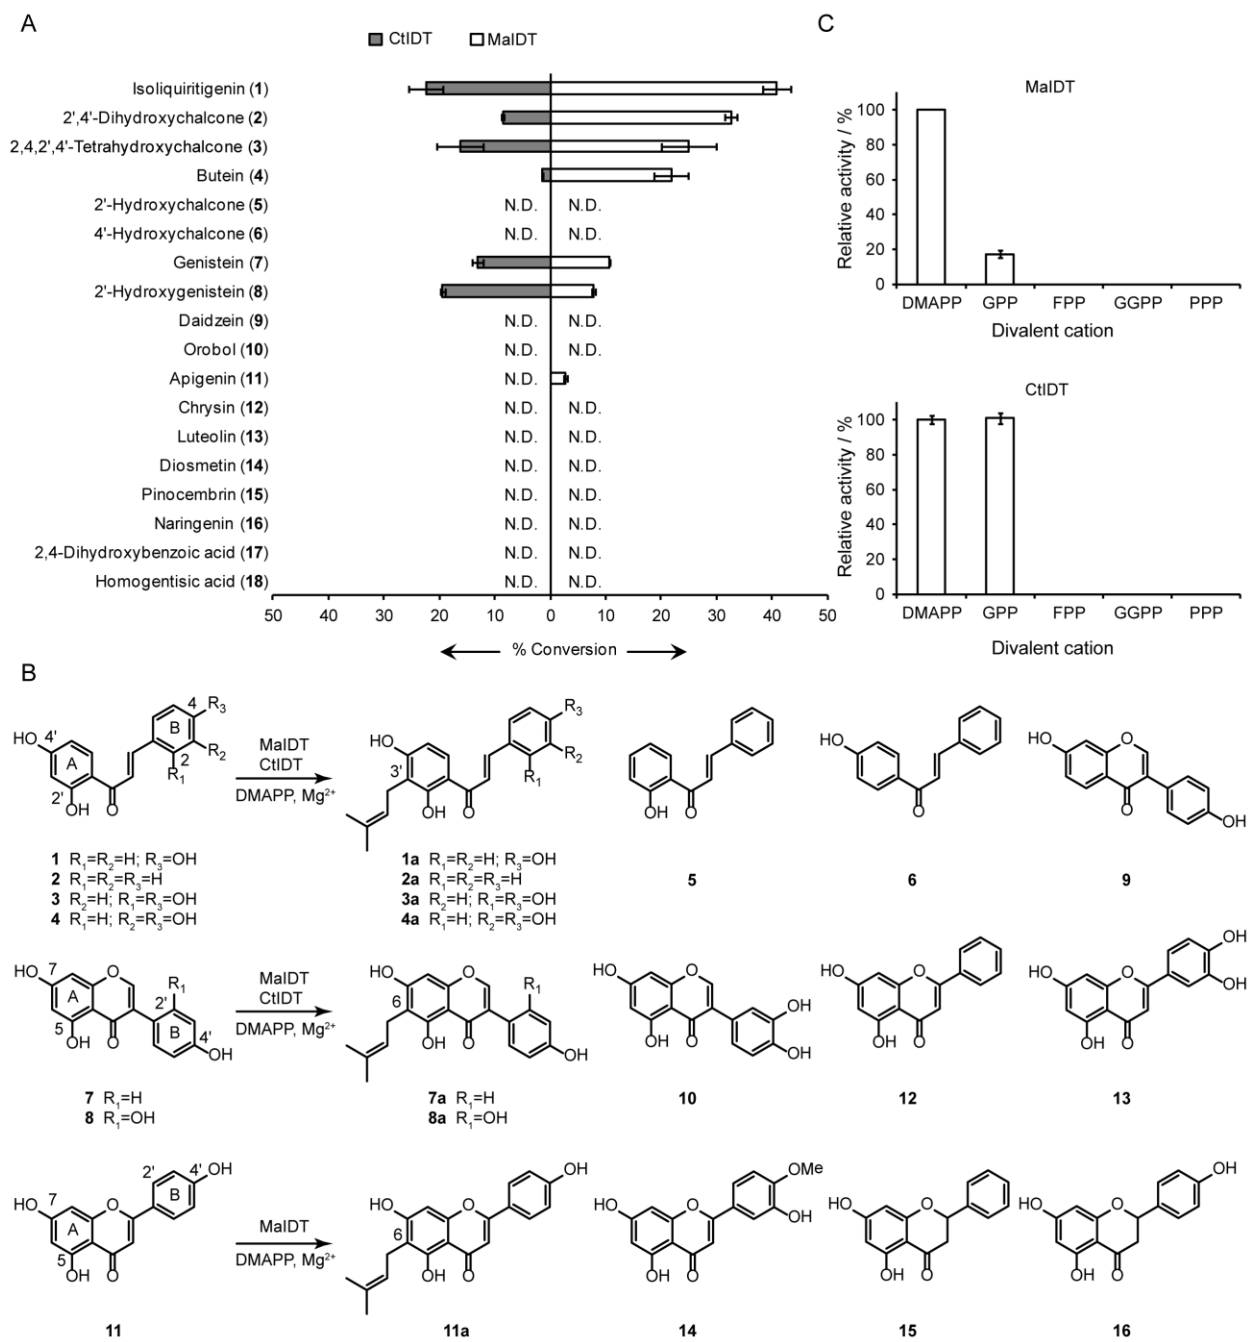 A
CtIDT MaIDT
Isoliquiritigenin (1)
2',4'-Dihydroxychalcone (2)
2,4,2',4'-Tetrahydroxychalcone (3)
Butein (4)
2'-Hydroxychalcone (5) N.D. N.D.
4'-Hydroxychalcone (6) N.D. N.D.
Genistein (7)
2'-Hydroxygenistein (8)
Daidzein (9) N.D. N.D.
Orobol (10) N.D. N.D.
Apigenin (11) N.D.
Chrysin (12) N.D. N.D.
Luteolin (13) N.D. N.D.
Diosmetin (14) N.D. N.D.
Pinocembrin (15) N.D. N.D.
Naringenin (16) N.D. N.D.
2,4-Dihydroxybenzoic acid (17) N.D. N.D.
Homogentisic acid (18) N.D. N.D.
50 40 30 20 10 0 10 20 30 40 50
% Conversion
C
MaIDT
Relative activity / %
100
80
60
40
20
0
DMAPP GPP FPP GGPP PPP
Divalent cation
CtIDT
Relative activity / %
100
80
60
40
20
0
DMAPP GPP FPP GGPP PPP
Divalent cation
B
HO 4' A 2' OH O B 4 2 R1 R2 R3
MaIDT
CtIDT
DMAPP, Mg2+
HO 3' OH O R1 R2 R3
OH O
HO O
HO O O OH
1 R1=R2=H; R3=OH
2 R1=R2=R3=H
3 R2=H; R1=R3=OH
4 R1=H; R2=R3=OH
1a R1=R2=H; R3=OH
2a R1=R2=R3=H
3a R2=H; R1=R3=OH
4a R1=H; R2=R3=OH
5
6
9
HO 7 A 5 OH O O 2' R1 B 4' OH
MaIDT
CtIDT
DMAPP, Mg2+
HO 6 OH O O R1 OH
HO O OH O OH OH
HO O OH O
HO O OH O OH OH
7 R1=H
8 R1=OH
7a R1=H
8a R1=OH
10
12
13
HO 7 A 5 OH O O 2' B 4' OH
MaIDT
DMAPP, Mg2+
HO 6 OH O O OH
HO O OH O OMe OH
HO O OH O
HO O OH O OH
11
11a
14
15
16